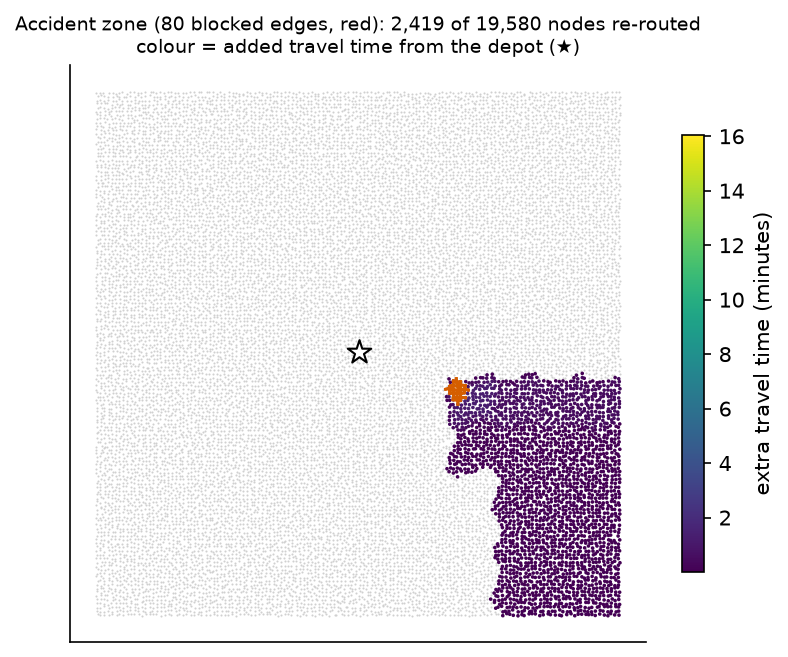 Accident zone (80 blocked edges, red): 2,419 of 19,580 nodes re-routed
colour = added travel time from the depot (★)
16
14
12
10
8
6
4
2
extra travel time (minutes)